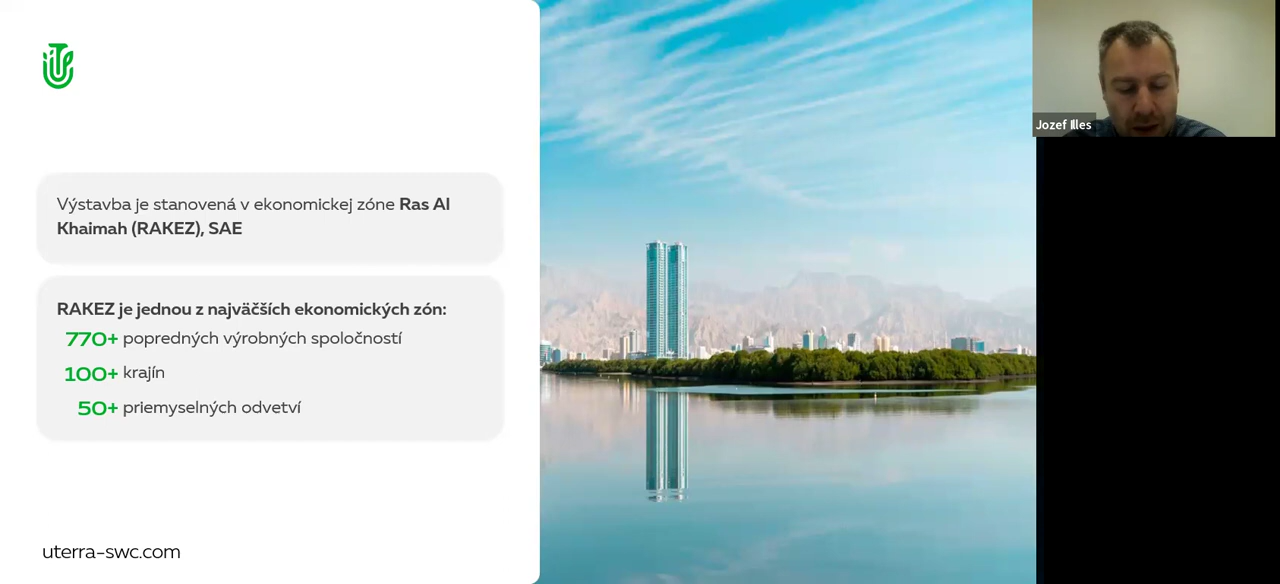 Výstavba je stanovená v ekonomickej zóne Ras Al
Khaimah (RAKEZ), SAE
RAKEZ je jednou z najväčších ekonomických zón:
770+ popredných výrobných spoločností
100+ krajín
50+ priemyselných odvetví
uterra-swc.com
Jozef Illes